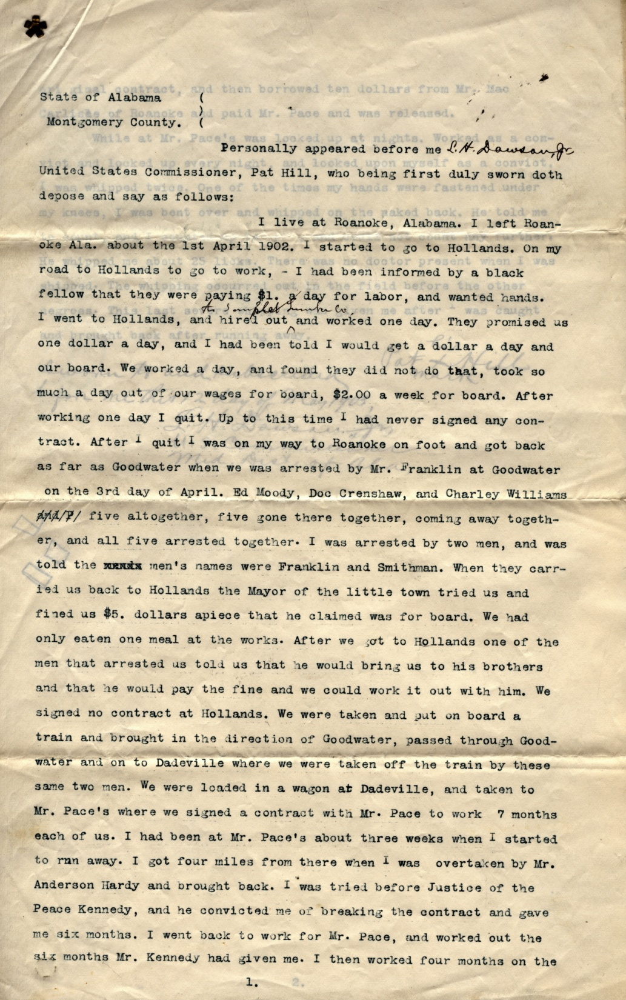 State of Alabama (
)
Montgomery County. (
Personally appeared before me L. H. Dawson, Jr
United States Commissioner, Pat Hill, who being first duly sworn doth
depose and say as follows:
I live at Roanoke, Alabama. I left Roan-
oke Ala. about the 1st April 1902. I started to go to Hollands. On my
road to Hollands to go to work, - I had been informed by a black
fellow that they were paying $1. a day for labor, and wanted hands.
to Samples Lumber Co.
I went to Hollands, and hired out and worked one day. They promised us
one dollar a day, and I had been told I would get a dollar a day and
our board. We worked a day, and found they did not do that, took so
much a day out of our wages for board, $2.00 a week for board. After
working one day I quit. Up to this time I had never signed any con-
tract. After I quit I was on my way to Roanoke on foot and got back
as far as Goodwater when we was arrested by Mr. Franklin at Goodwater
on the 3rd day of April. Ed Moody, Doc Crenshaw, and Charley Williams
five altogether, five gone there together, coming away togeth-
er, and all five arrested together. I was arrested by two men, and was
told the men's names were Franklin and Smithman. When they carr-
ied us back to Hollands the Mayor of the little town tried us and
fined us $5. dollars apiece that he claimed was for board. We had
only eaten one meal at the works. After we got to Hollands one of the
men that arrested us told us that he would bring us to his brothers
and that he would pay the fine and we could work it out with him. We
signed no contract at Hollands. We were taken and put on board a
train and brought in the direction of Goodwater, passed through Good-
water and on to Dadeville where we were taken off the train by these
same two men. We were loaded in a wagon at Dadeville, and taken to
Mr. Pace's where we signed a contract with Mr. Pace to work 7 months
each of us. I had been at Mr. Pace's about three weeks when I started
to run away. I got four miles from there when I was overtaken by Mr.
Anderson Hardy and brought back. I was tried before Justice of the
Peace Kennedy, and he convicted me of breaking the contract and gave
me six months. I went back to work for Mr. Pace, and worked out the
six months Mr. Kennedy had given me. I then worked four months on the
1.